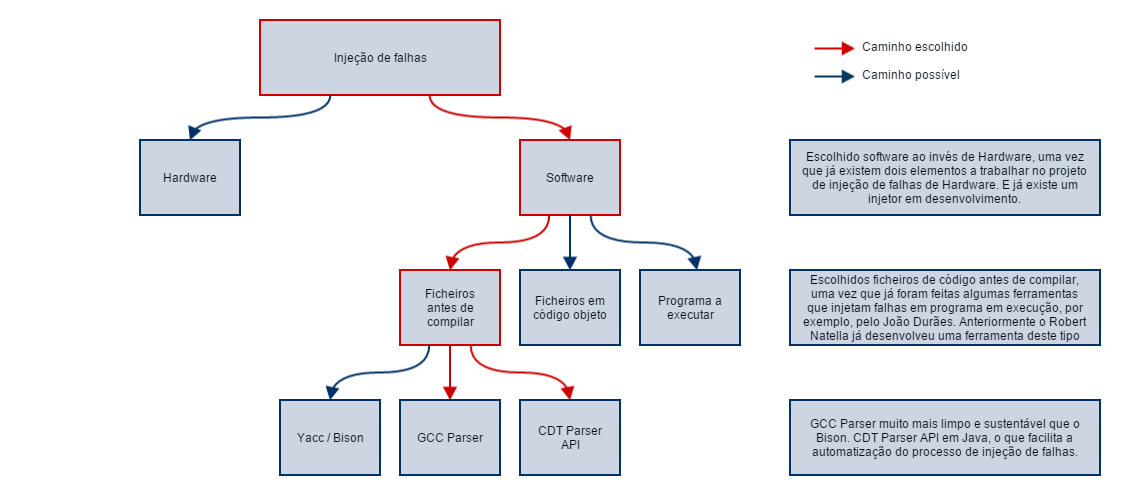 Injeção de falhas
Caminho escolhido
Caminho possível
Hardware
Software
Escolhido software ao invés de Hardware, uma vez
que já existem dois elementos a trabalhar no projeto
de injeção de falhas de Hardware. E já existe um
injetor em desenvolvimento.
Ficheiros
antes de
compilar
Ficheiros em
código objeto
Programa a
executar
Escolhidos ficheiros de código antes de compilar,
uma vez que já foram feitas algumas ferramentas
que injetam falhas em programa em execução, por
exemplo, pelo João Durães. Anteriormente o Robert
Natella já desenvolveu uma ferramenta deste tipo
Yacc / Bison
GCC Parser
CDT Parser
API
GCC Parser muito mais limpo e sustentável que o
Bison. CDT Parser API em Java, o que facilita a
automatização do processo de injeção de falhas.